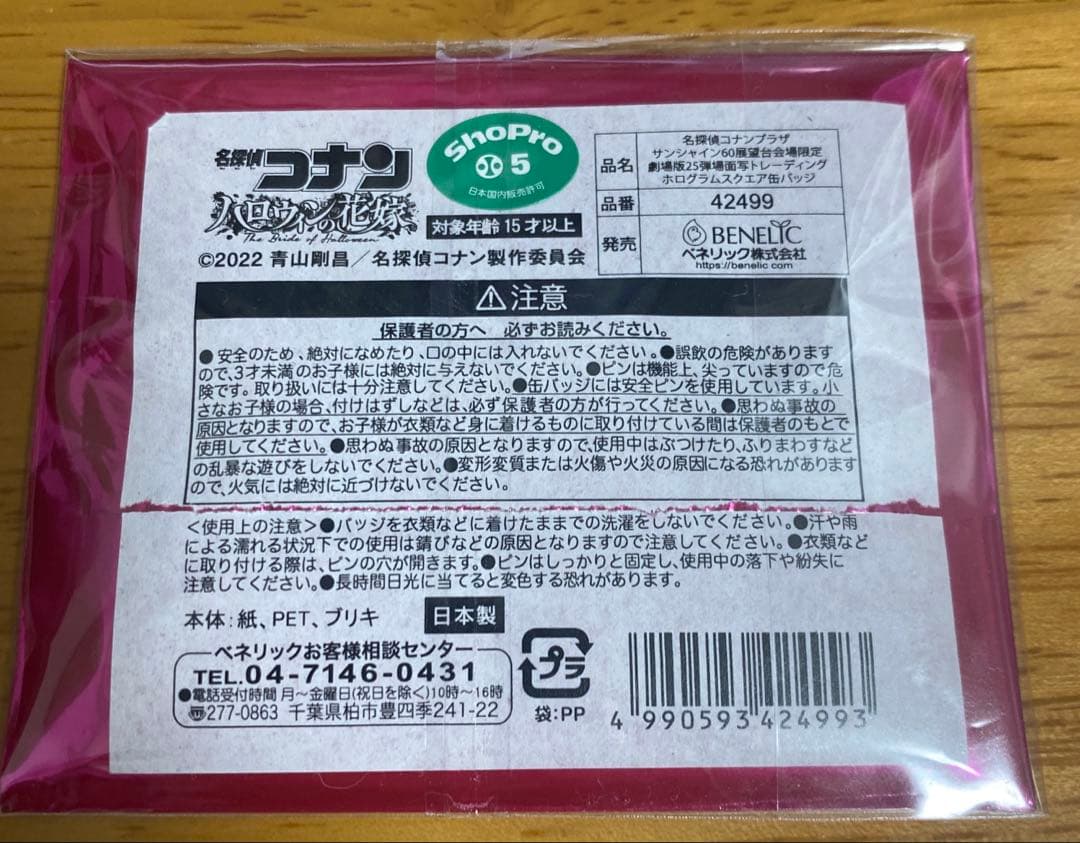 名探偵
コナン
ハロウィンの花嫁
The Bride of Halloween
ShoPro
5
日本国内販売許可
対象年齢15才以上
©2022 青山剛昌/名探偵コナン製作委員会
品名
名探偵コナンプラザ
サンシャイン60展望台会場限定
劇場版25弾場面写トレーディング
ホログラムスクエア缶バッジ
品番
42499
発売
BENELIC
ベネリック株式会社
https://benelic.com
⚠注意
保護者の方へ 必ずお読みください。
●安全のため、絶対になめたり、口の中には入れないでください。●誤飲の危険があります
ので、3才未満のお子様には絶対に与えないでください。●ピンは機能上、尖っていますので危
険です。取り扱いには十分注意してください。●缶バッジには安全ピンを使用しています。小
さなお子様の場合、付けはずしなどは、必ず保護者の方が行ってください。●思わぬ事故の
原因となりますので、お子様が衣類など身に着けるものに取り付けている間は保護者のもとで
使用してください。●思わぬ事故の原因となりますので、使用中はぶつけたり、ふりまわすなど
の乱暴な遊びをしないでください。●変形変質または火傷や火災の原因になる恐れがあります
ので、火気には絶対に近づけないでください。
<使用上の注意>●バッジを衣類などに着けたままでの洗濯をしないでください。●汗や雨
による濡れる状況下での使用は錆びなどの原因となりますので注意してください。●衣類など
に取り付ける際は、ピンの穴が開きます。●ピンはしっかりと固定し、使用中の落下や紛失に
注意してください。●長時間日光に当てると変色する恐れがあります。
本体:紙、PET、ブリキ
日本製
ベネリックお客様相談センター
TEL.04-7146-0431
●電話受付時間 月~金曜日(祝日を除く)10時~16時
〠277-0863 千葉県柏市豊四季241-22
プラ
袋:PP
4 990593 424993